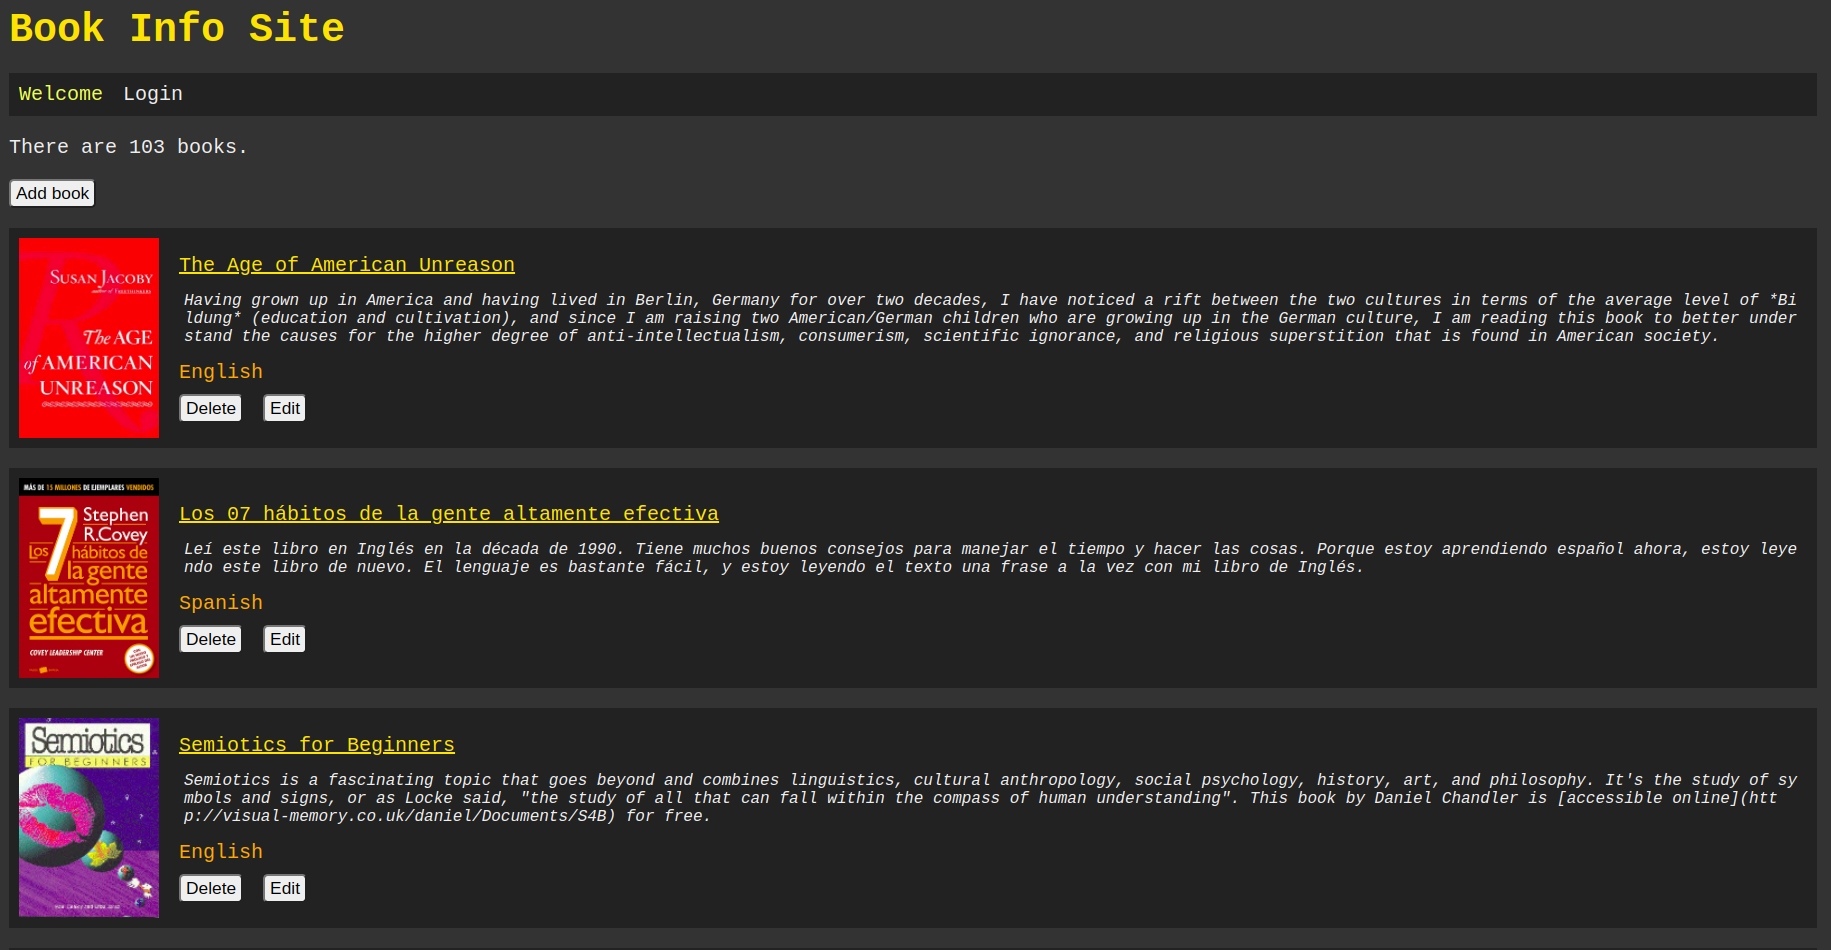 Book Info Site
Welcome Login
There are 103 books.
Add book
SUSAN JACOBY
author of FREETHINKERS
The AGE
of AMERICAN
UNREASON
The Age of American Unreason
Having grown up in America and having lived in Berlin, Germany for over two decades, I have noticed a rift between the two cultures in terms of the average level of *Bi
ldung* (education and cultivation), and since I am raising two American/German children who are growing up in the German culture, I am reading this book to better under
stand the causes for the higher degree of anti-intellectualism, consumerism, scientific ignorance, and religious superstition that is found in American society.
English
Delete Edit
MÁS DE 15 MILLONES DE EJEMPLARES VENDIDOS
7 Stephen
R.Covey
Los hábitos de
la gente
altamente
efectiva
COVEY LEADERSHIP CENTER
Los 07 hábitos de la gente altamente efectiva
Leí este libro en Inglés en la década de 1990. Tiene muchos buenos consejos para manejar el tiempo y hacer las cosas. Porque estoy aprendiendo español ahora, estoy leye
ndo este libro de nuevo. El lenguaje es bastante fácil, y estoy leyendo el texto una frase a la vez con mi libro de Inglés.
Spanish
Delete Edit
Semiotics
FOR BEGINNERS
Semiotics for Beginners
Semiotics is a fascinating topic that goes beyond and combines linguistics, cultural anthropology, social psychology, history, art, and philosophy. It's the study of sy
mbols and signs, or as Locke said, "the study of all that can fall within the compass of human understanding". This book by Daniel Chandler is [accessible online](htt
p://visual-memory.co.uk/daniel/Documents/S4B) for free.
English
Delete Edit